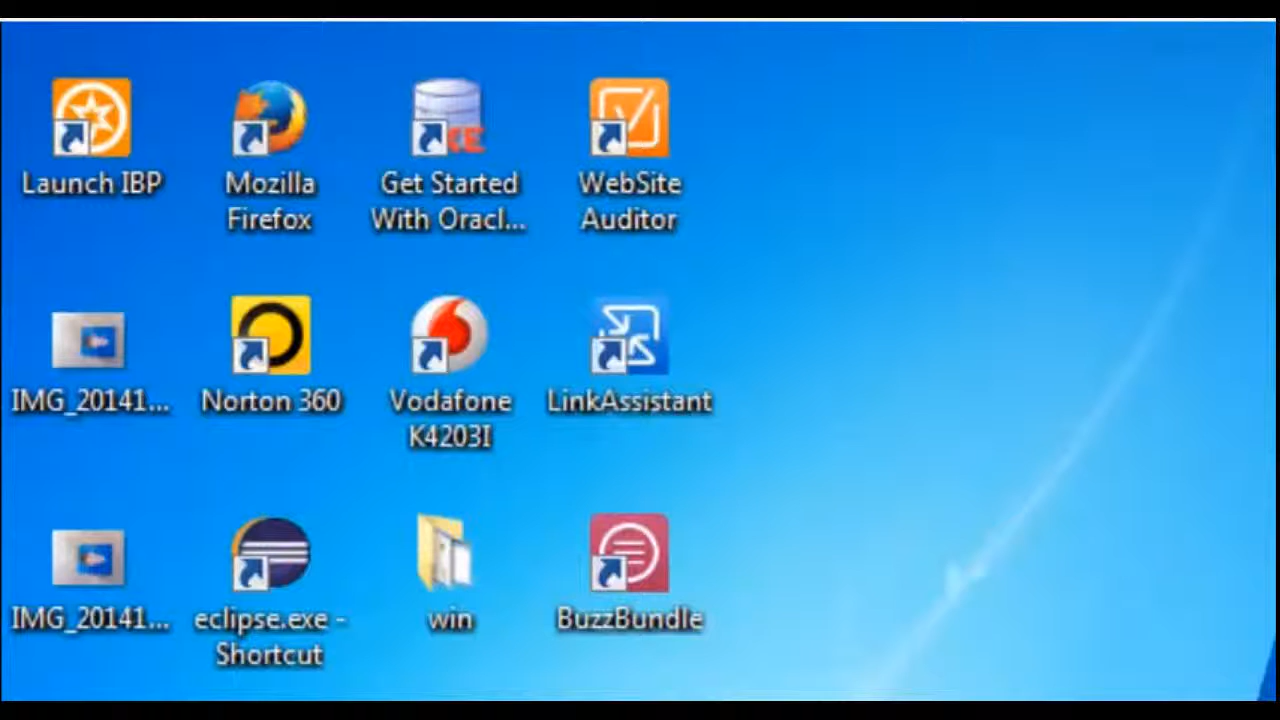 Launch IBP
Mozilla
Firefox
Get Started
With Oracl...
WebSite
Auditor
IMG_20141...
Norton 360
Vodafone
K4203I
LinkAssistant
IMG_20141...
eclipse.exe -
Shortcut
win
BuzzBundle